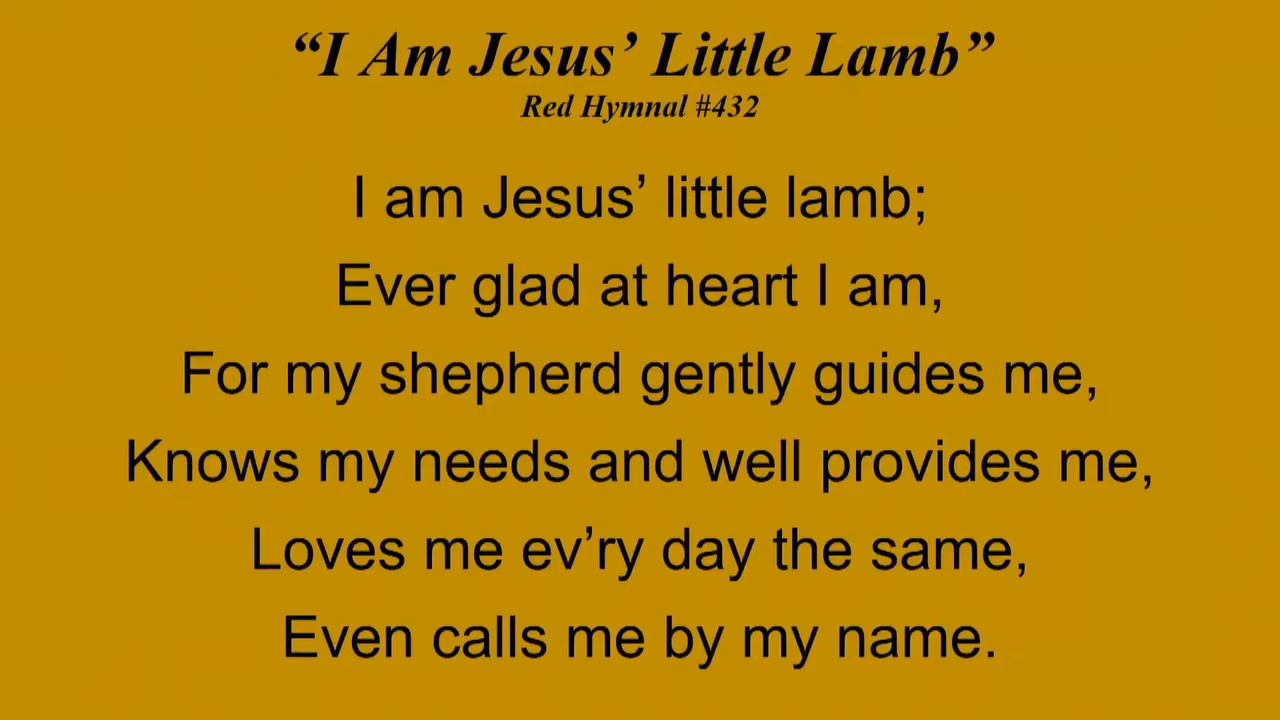 “I Am Jesus’ Little Lamb”
Red Hymnal #432
I am Jesus’ little lamb;
Ever glad at heart I am,
For my shepherd gently guides me,
Knows my needs and well provides me,
Loves me ev’ry day the same,
Even calls me by my name.